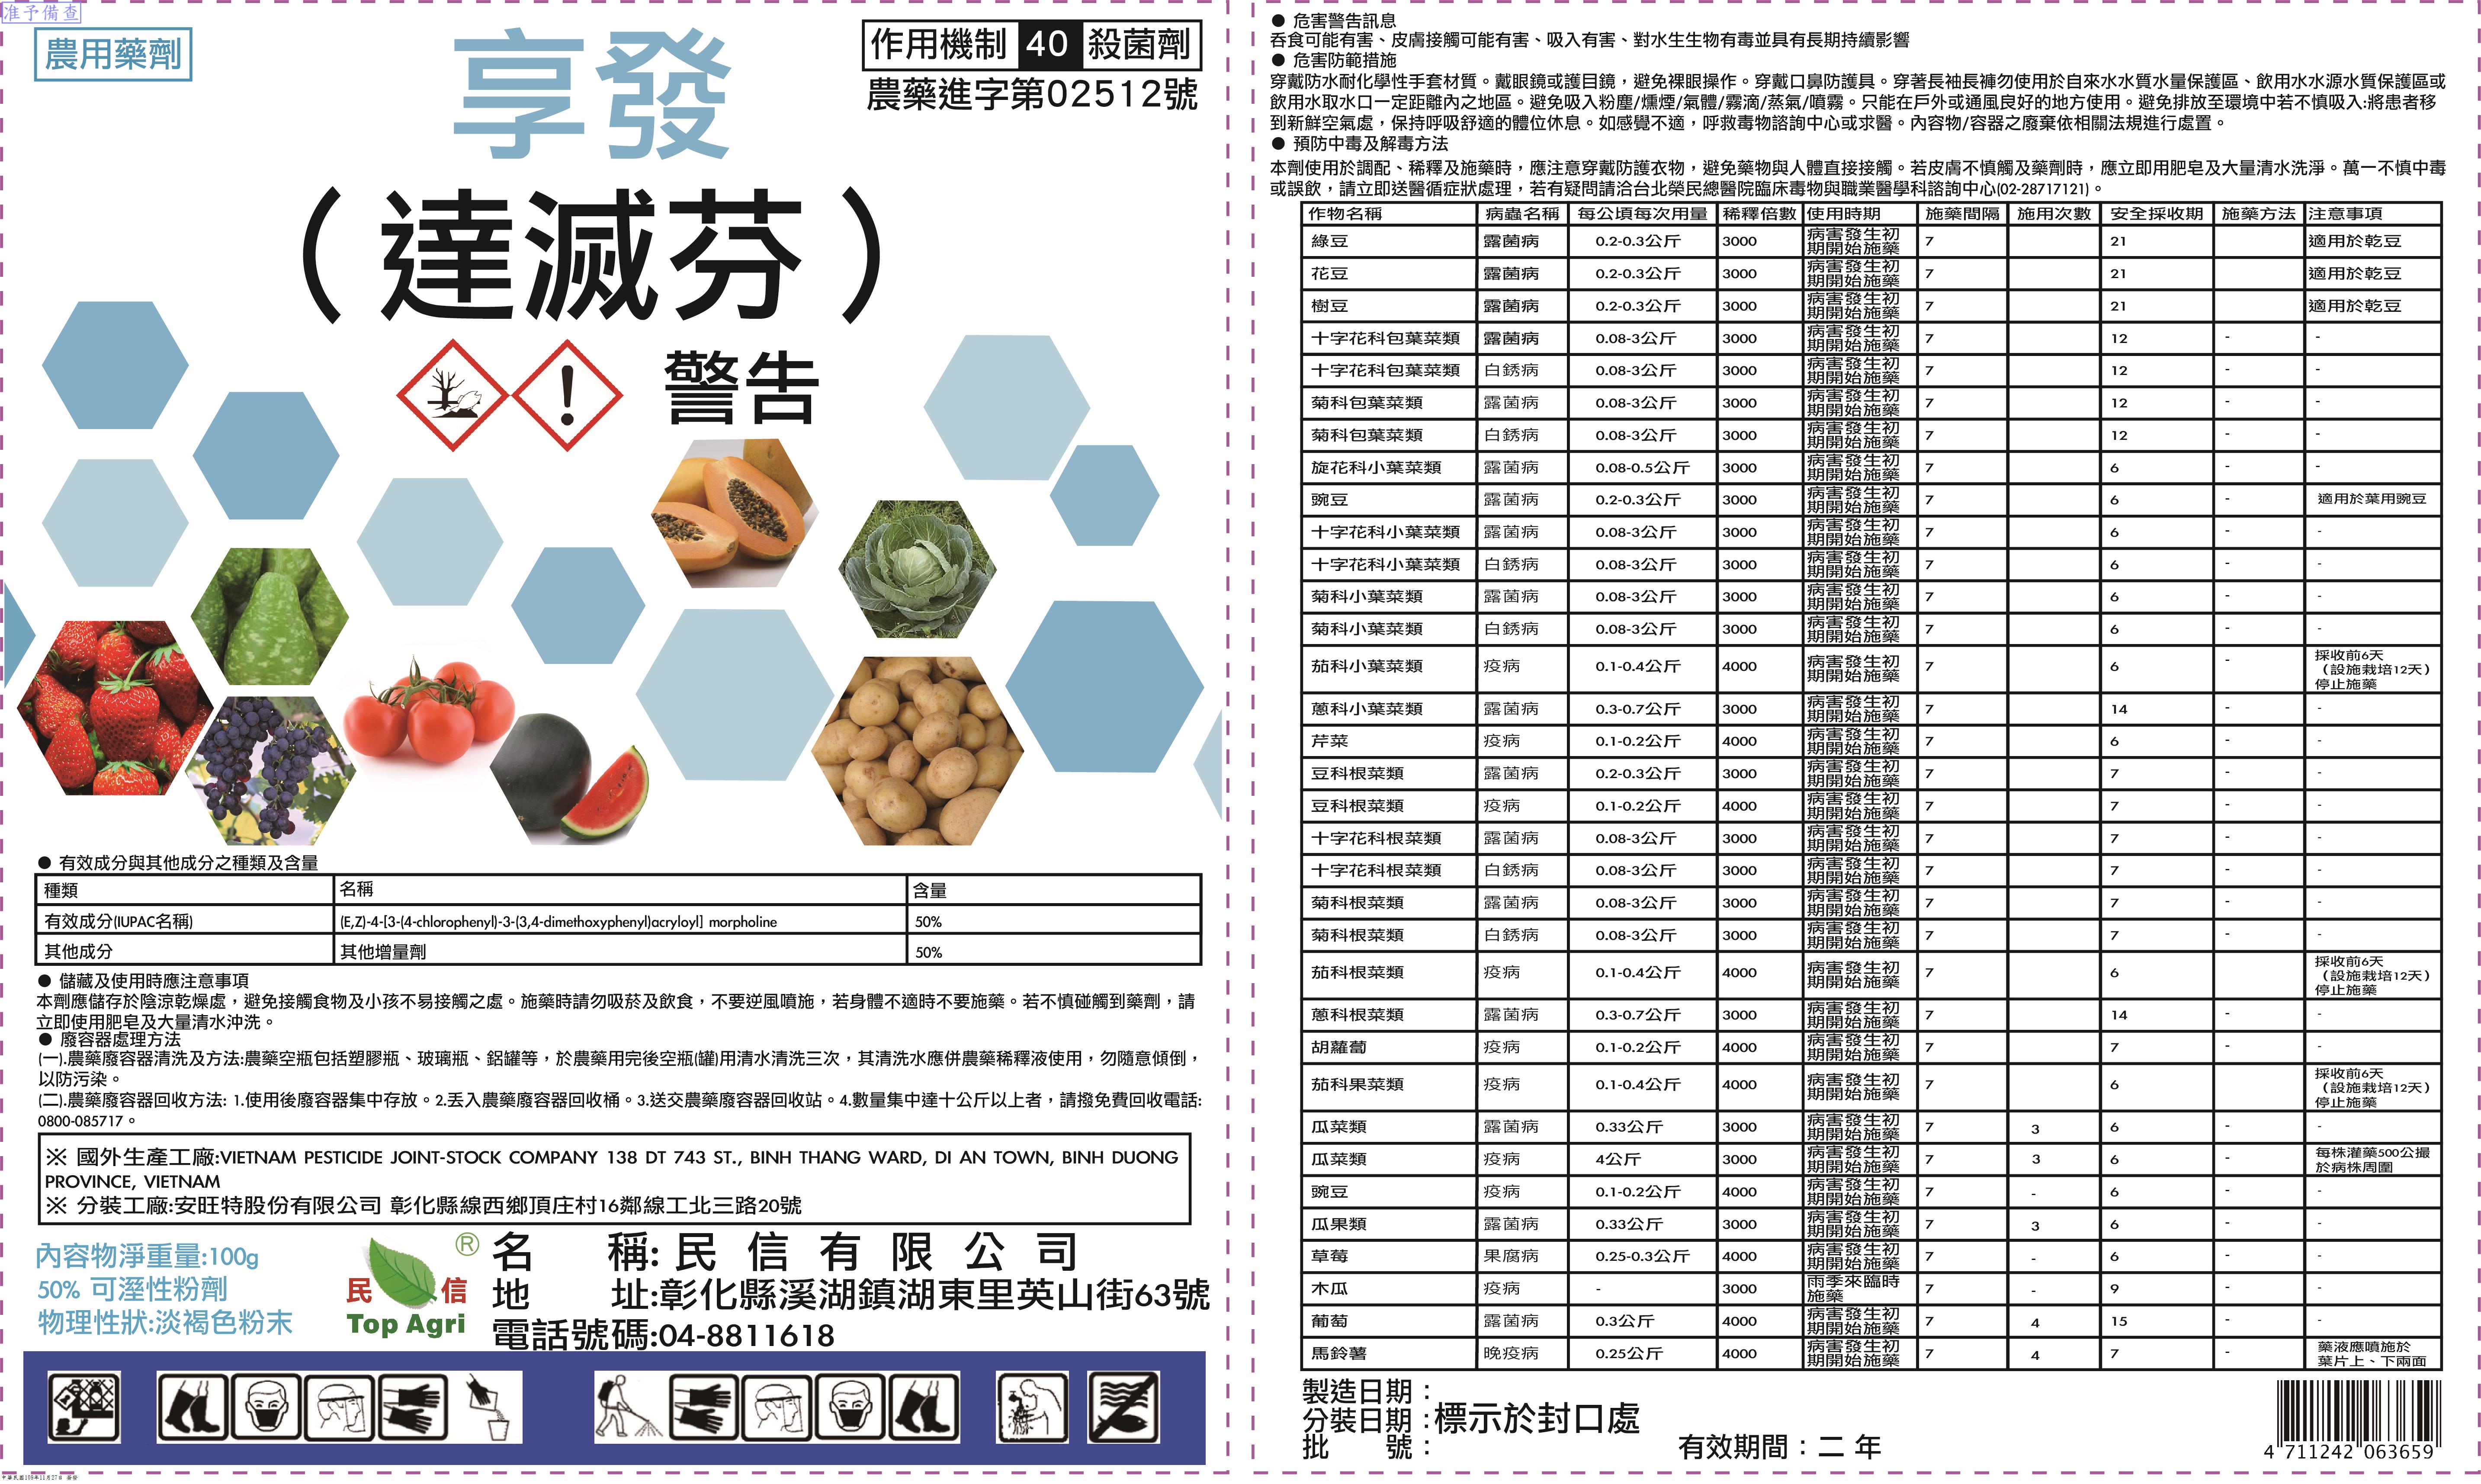 准予備查
農用藥劑
享發
作用機制 40 殺菌劑
農藥進字第02512號
（達滅芬）
警告
● 有效成分與其他成分之種類及含量
種類 名稱 含量
有效成分(IUPAC名稱) (E,Z)-4-[3-(4-chlorophenyl)-3-(3,4-dimethoxyphenyl)acryloyl] morpholine 50%
其他成分 其他增量劑 50%
● 儲藏及使用時應注意事項
本劑應儲存於陰涼乾燥處，避免接觸食物及小孩不易接觸之處。施藥時請勿吸菸及飲食，不要逆風噴施，若身體不適時不要施藥。若不慎碰觸到藥劑，請
立即使用肥皂及大量清水沖洗。
● 廢容器處理方法
(一).農藥廢容器清洗及方法:農藥空瓶包括塑膠瓶、玻璃瓶、鋁罐等，於農藥用完後空瓶(罐)用清水清洗三次，其清洗水應併農藥稀釋液使用，勿隨意傾倒，
以防污染。
(二).農藥廢容器回收方法: 1.使用後廢容器集中存放。2.丟入農藥廢容器回收桶。3.送交農藥廢容器回收站。4.數量集中達十公斤以上者，請撥免費回收電話:
0800-085717。
※ 國外生產工廠:VIETNAM PESTICIDE JOINT-STOCK COMPANY 138 DT 743 ST., BINH THANG WARD, DI AN TOWN, BINH DUONG
PROVINCE, VIETNAM
※ 分裝工廠:安旺特股份有限公司 彰化縣線西鄉頂庄村16鄰線工北三路20號
內容物淨重量:100g
50% 可溼性粉劑
物理性狀:淡褐色粉末
®
民 信
Top Agri
名 稱: 民信有限公司
地 址:彰化縣溪湖鎮湖東里英山街63號
電話號碼:04-8811618
中華民國109年11月27日 簽發
● 危害警告訊息
吞食可能有害、皮膚接觸可能有害、吸入有害、對水生生物有毒並具有長期持續影響
● 危害防範措施
穿戴防水耐化學性手套材質。戴眼鏡或護目鏡，避免裸眼操作。穿戴口鼻防護具。穿著長袖長褲勿使用於自來水水質水量保護區、飲用水水源水質保護區或
飲用水取水口一定距離內之地區。避免吸入粉塵/燻煙/氣體/霧滴/蒸氣/噴霧。只能在戶外或通風良好的地方使用。避免排放至環境中若不慎吸入:將患者移
到新鮮空氣處，保持呼吸舒適的體位休息。如感覺不適，呼救毒物諮詢中心或求醫。內容物/容器之廢棄依相關法規進行處置。
● 預防中毒及解毒方法
本劑使用於調配、稀釋及施藥時，應注意穿戴防護衣物，避免藥物與人體直接接觸。若皮膚不慎觸及藥劑時，應立即用肥皂及大量清水洗淨。萬一不慎中毒
或誤飲，請立即送醫循症狀處理，若有疑問請洽台北榮民總醫院臨床毒物與職業醫學科諮詢中心(02-28717121)。
作物名稱 病蟲名稱 每公頃每次用量 稀釋倍數 使用時期 施藥間隔 施用次數 安全採收期 施藥方法 注意事項
綠豆 露菌病 0.2-0.3公斤 3000 病害發生初期開始施藥 7 21 適用於乾豆
花豆 露菌病 0.2-0.3公斤 3000 病害發生初期開始施藥 7 21 適用於乾豆
樹豆 露菌病 0.2-0.3公斤 3000 病害發生初期開始施藥 7 21 適用於乾豆
十字花科包葉菜類 露菌病 0.08-3公斤 3000 病害發生初期開始施藥 7 12 - -
十字花科包葉菜類 白銹病 0.08-3公斤 3000 病害發生初期開始施藥 7 12 - -
菊科包葉菜類 露菌病 0.08-3公斤 3000 病害發生初期開始施藥 7 12 - -
菊科包葉菜類 白銹病 0.08-3公斤 3000 病害發生初期開始施藥 7 12 - -
旋花科小葉菜類 露菌病 0.08-0.5公斤 3000 病害發生初期開始施藥 7 6 - -
豌豆 露菌病 0.2-0.3公斤 3000 病害發生初期開始施藥 7 6 - 適用於葉用豌豆
十字花科小葉菜類 露菌病 0.08-3公斤 3000 病害發生初期開始施藥 7 6 - -
十字花科小葉菜類 白銹病 0.08-3公斤 3000 病害發生初期開始施藥 7 6 - -
菊科小葉菜類 露菌病 0.08-3公斤 3000 病害發生初期開始施藥 7 6 - -
菊科小葉菜類 白銹病 0.08-3公斤 3000 病害發生初期開始施藥 7 6 - -
茄科小葉菜類 疫病 0.1-0.4公斤 4000 病害發生初期開始施藥 7 6 - 採收前6天（設施栽培12天）停止施藥
蔥科小葉菜類 露菌病 0.3-0.7公斤 3000 病害發生初期開始施藥 7 14 - -
芹菜 疫病 0.1-0.2公斤 4000 病害發生初期開始施藥 7 6 - -
豆科根菜類 露菌病 0.2-0.3公斤 3000 病害發生初期開始施藥 7 7 - -
豆科根菜類 疫病 0.1-0.2公斤 4000 病害發生初期開始施藥 7 7 - -
十字花科根菜類 露菌病 0.08-3公斤 3000 病害發生初期開始施藥 7 7 - -
十字花科根菜類 白銹病 0.08-3公斤 3000 病害發生初期開始施藥 7 7 - -
菊科根菜類 露菌病 0.08-3公斤 3000 病害發生初期開始施藥 7 7 - -
菊科根菜類 白銹病 0.08-3公斤 3000 病害發生初期開始施藥 7 7 - -
茄科根菜類 疫病 0.1-0.4公斤 4000 病害發生初期開始施藥 7 6 - 採收前6天（設施栽培12天）停止施藥
蔥科根菜類 露菌病 0.3-0.7公斤 3000 病害發生初期開始施藥 7 14 - -
胡蘿蔔 疫病 0.1-0.2公斤 4000 病害發生初期開始施藥 7 7 - -
茄科果菜類 疫病 0.1-0.4公斤 4000 病害發生初期開始施藥 7 6 - 採收前6天（設施栽培12天）停止施藥
瓜菜類 露菌病 0.33公斤 3000 病害發生初期開始施藥 7 3 6 - -
瓜菜類 疫病 4公斤 3000 病害發生初期開始施藥 7 3 6 - 每株灌藥500公撮於病株周圍
豌豆 疫病 0.1-0.2公斤 4000 病害發生初期開始施藥 7 - 6 - -
瓜果類 露菌病 0.33公斤 3000 病害發生初期開始施藥 7 3 6 - -
草莓 果腐病 0.25-0.3公斤 4000 病害發生初期開始施藥 7 - 6 - -
木瓜 疫病 - 3000 雨季來臨時施藥 7 - 9 - -
葡萄 露菌病 0.3公斤 4000 病害發生初期開始施藥 7 4 15 - -
馬鈴薯 晚疫病 0.25公斤 4000 病害發生初期開始施藥 7 4 7 - 藥液應噴施於葉片上、下兩面
製造日期：
分裝日期：標示於封口處
批 號：
有效期間：二 年
4 711242 063659